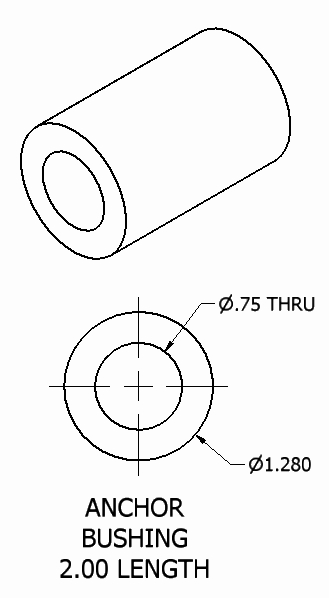 Ø.75 THRU
Ø1.280
ANCHOR
BUSHING
2.00 LENGTH